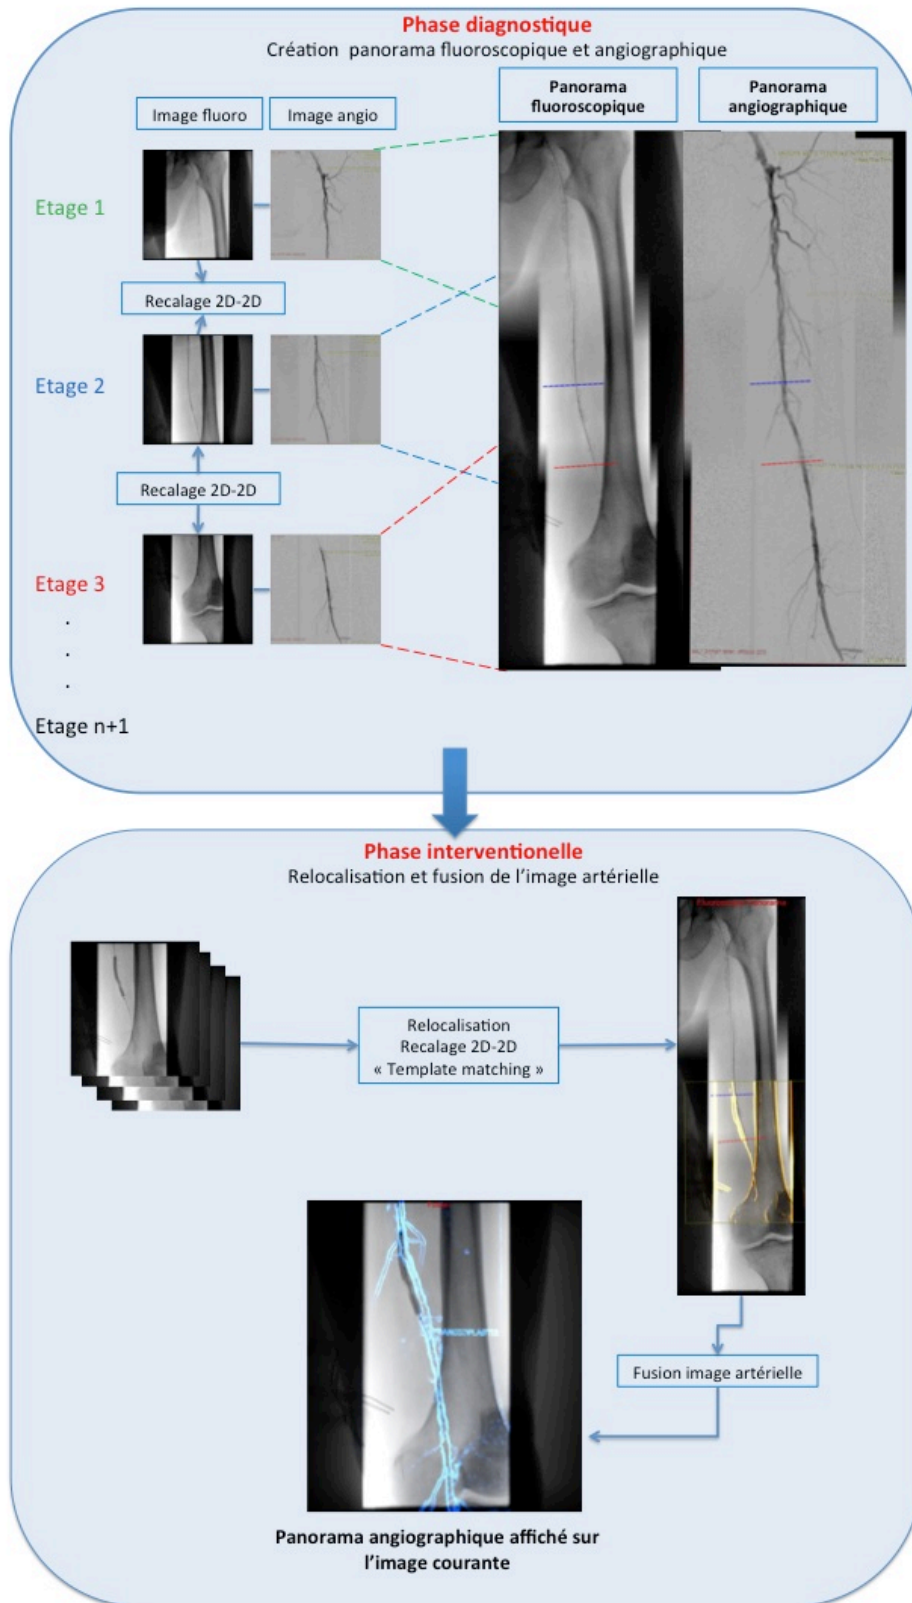 Phase diagnostique
Création panorama fluoroscopique et angiographique
Image fluoro
Image angio
Panorama
fluoroscopique
Panorama
angiographique
Etage 1
Recalage 2D-2D
Etage 2
Recalage 2D-2D
Etage 3
.
.
.
Etage n+1
Phase interventionelle
Relocalisation et fusion de l'image artérielle
Relocalisation
Recalage 2D-2D
« Template matching »
Fusion image artérielle
Panorama angiographique affiché sur
l'image courante